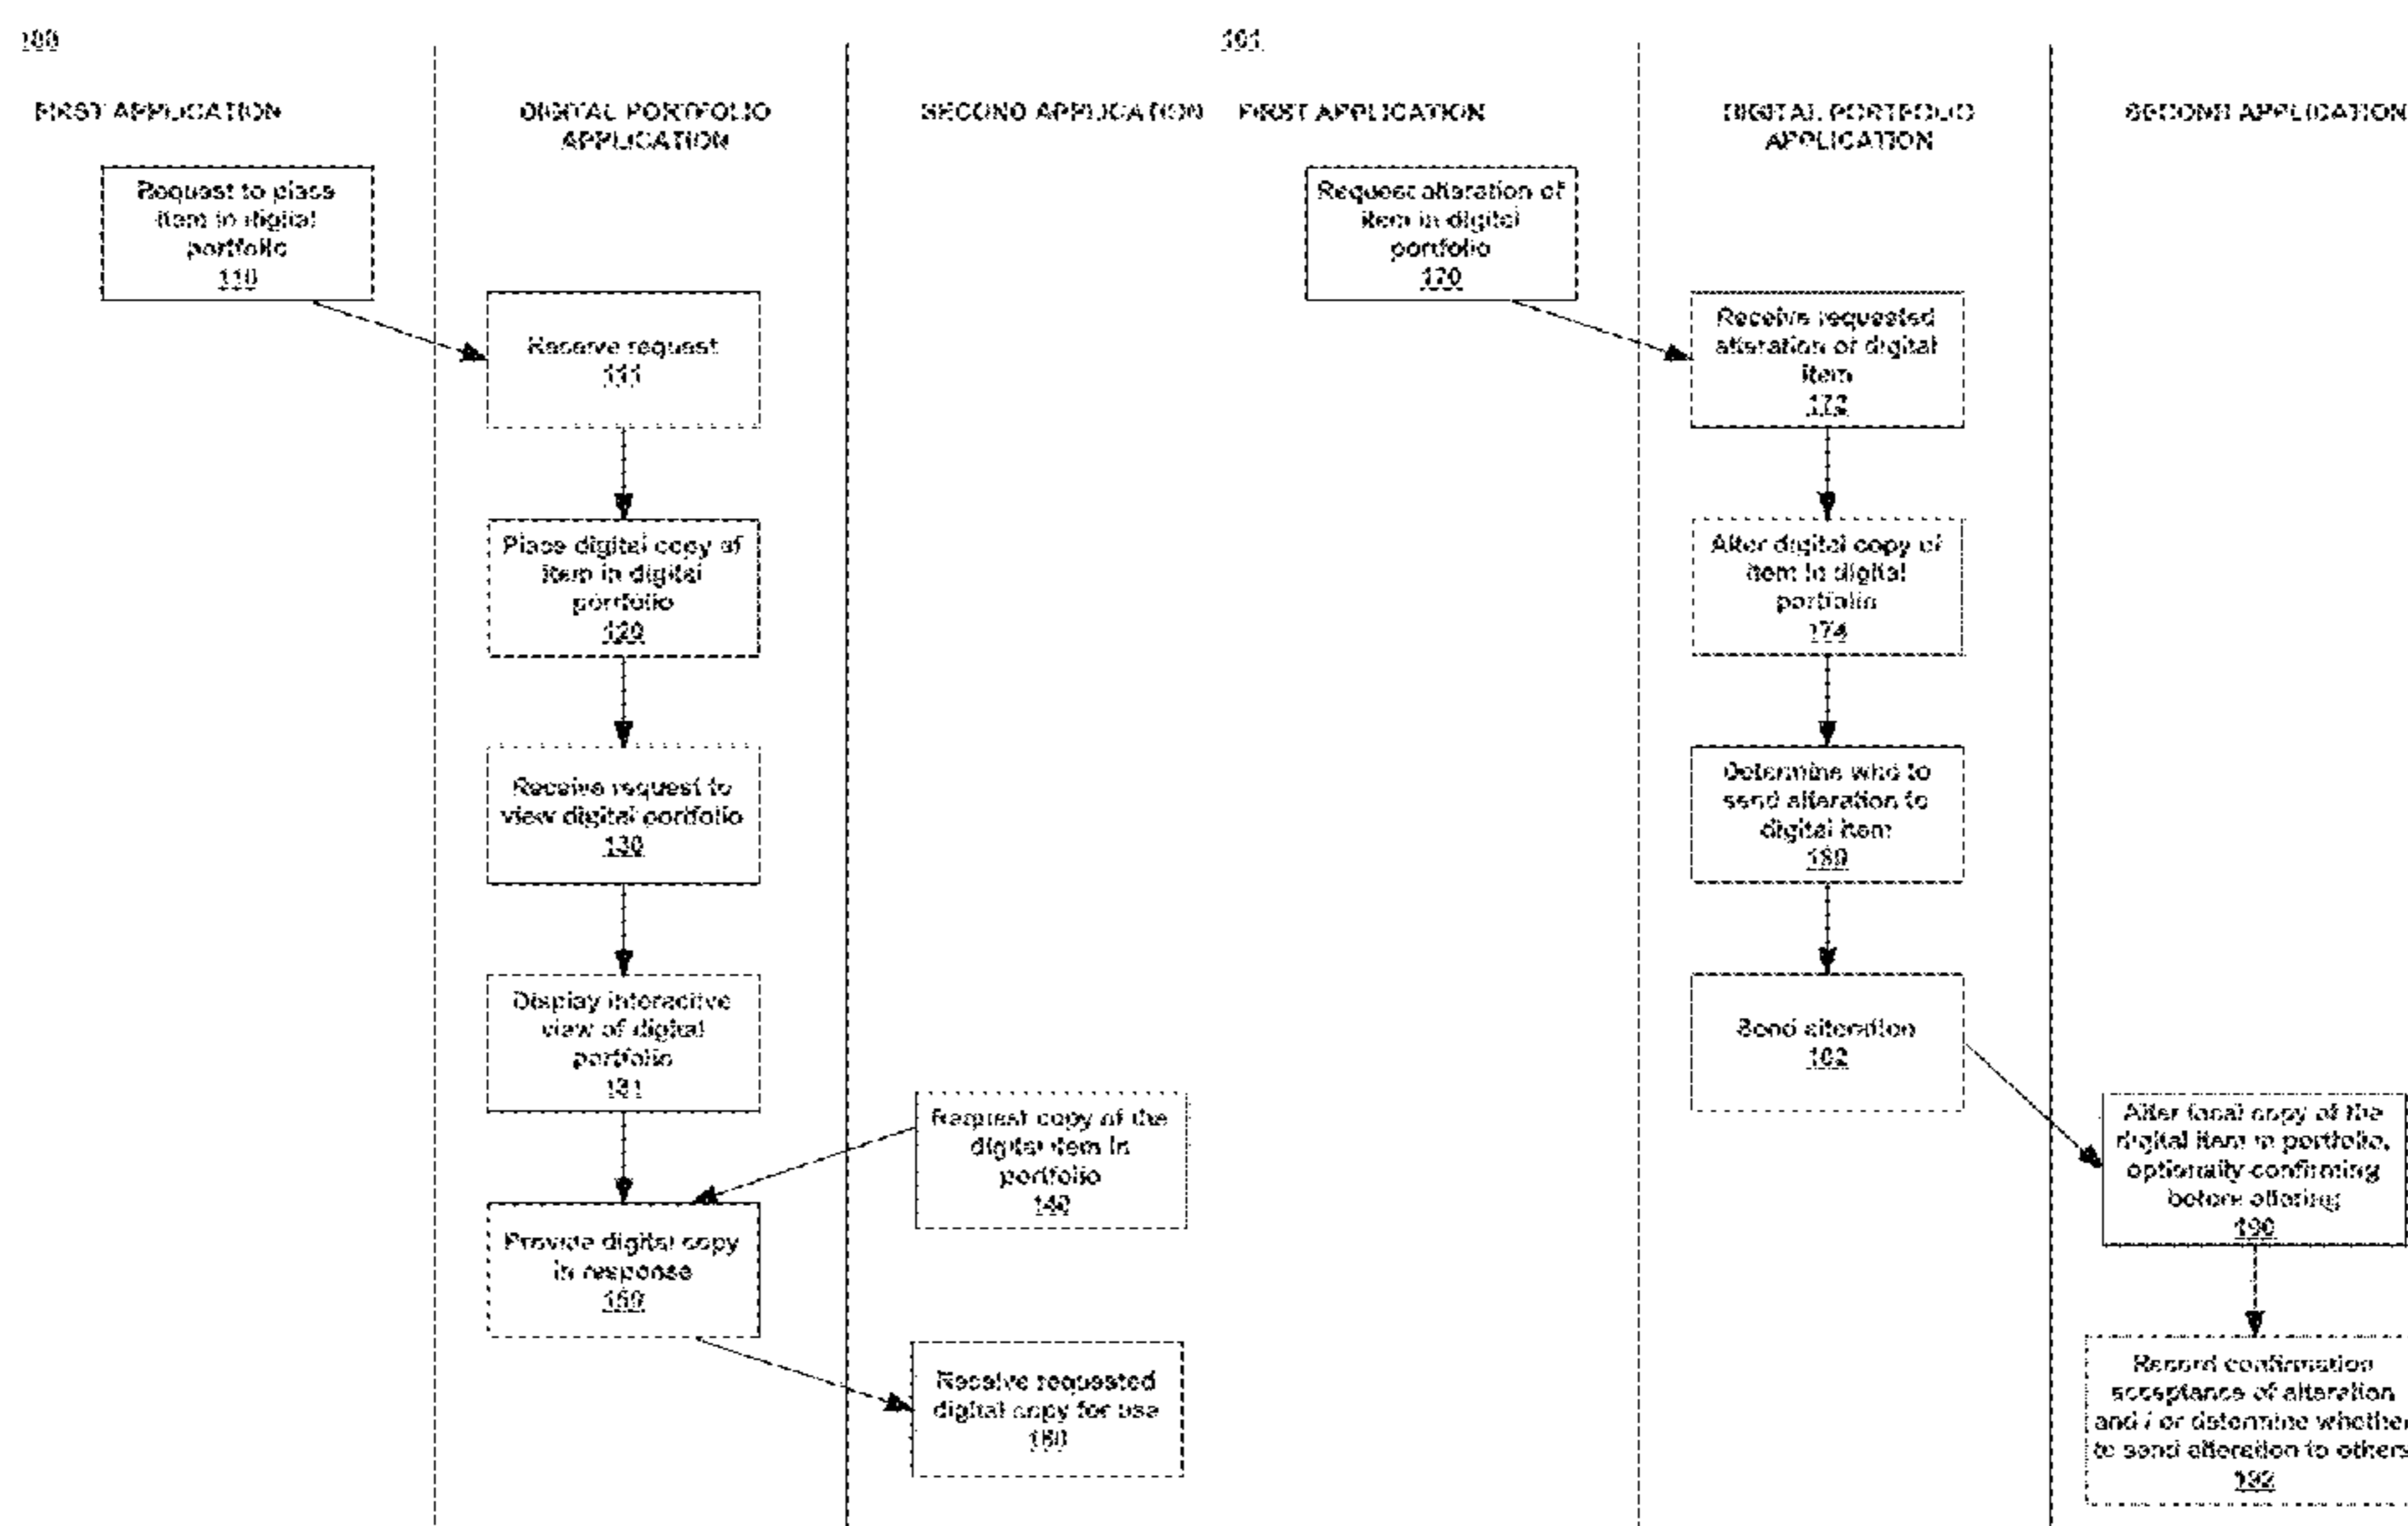 100
FIRST APPLICATION
DIGITAL PORTFOLIO
APPLICATION
SECOND APPLICATION
Request to place
item in digital
portfolio
110
Receive request
111
Place digital copy of
item in digital
portfolio
120
Receive request to
view digital portfolio
130
Display interactive
view of digital
portfolio
131
Request copy of the
digital item in
portfolio
140
Provide digital copy
in response
150
Receive requested
digital copy for use
160
101
FIRST APPLICATION
DIGITAL PORTFOLIO
APPLICATION
SECOND APPLICATION
Request alteration of
item in digital
portfolio
170
Receive requested
alteration of digital
item
172
Alter digital copy of
item in digital
portfolio
174
Determine who to
send alteration to
digital item
180
Send alteration
182
Alter local copy of the
digital item in portfolio,
optionally confirming
before altering
190
Record confirmation
acceptance of alteration
and / or determine whether
to send alteration to others
192